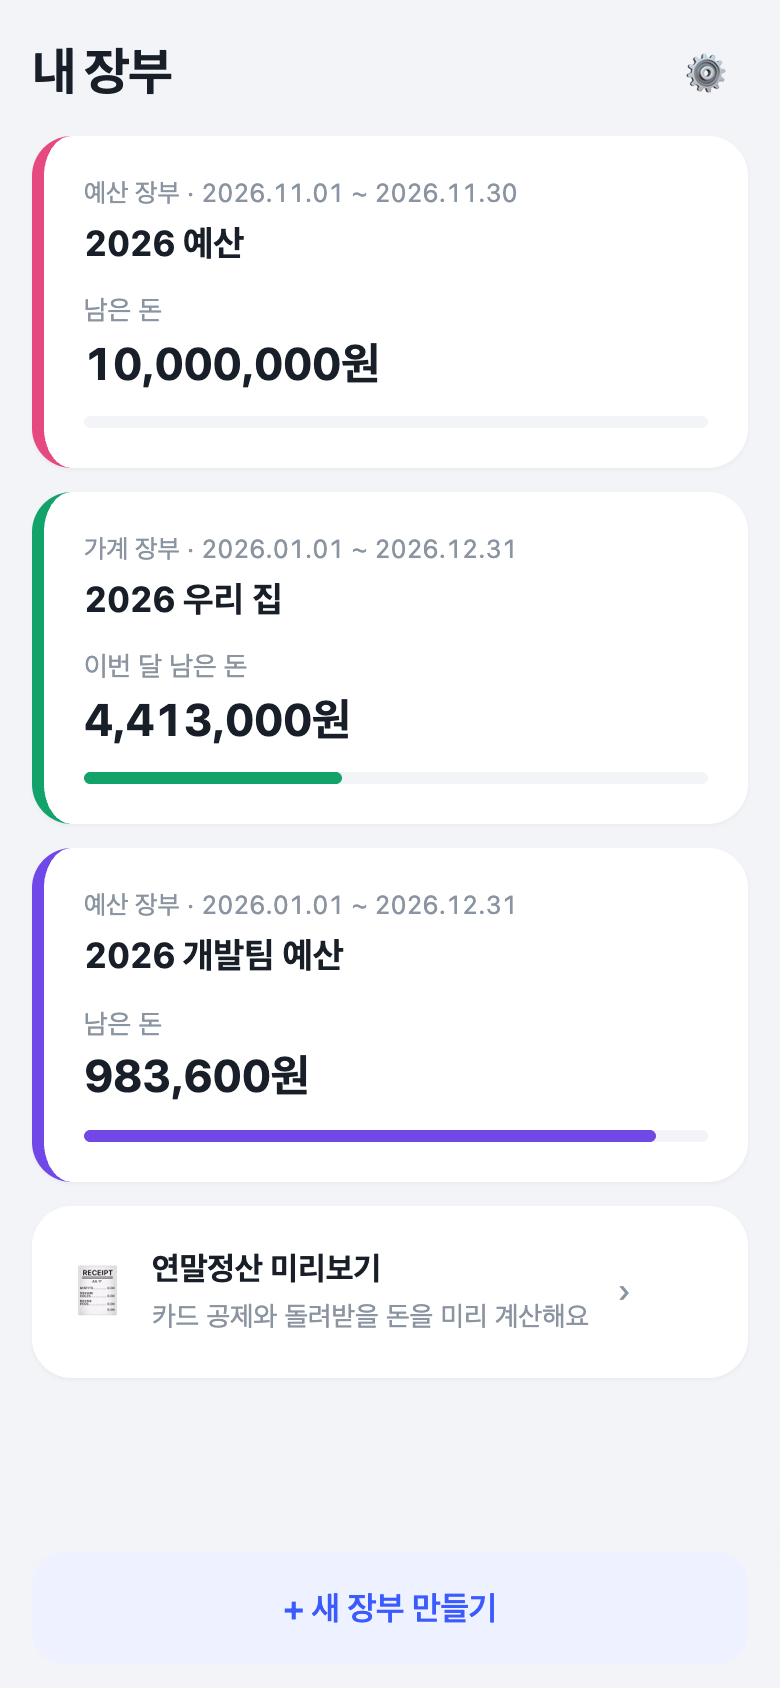 내 장부
예산 장부 · 2026.11.01 ~ 2026.11.30
2026 예산
남은 돈
10,000,000원
가계 장부 · 2026.01.01 ~ 2026.12.31
2026 우리 집
이번 달 남은 돈
4,413,000원
예산 장부 · 2026.01.01 ~ 2026.12.31
2026 개발팀 예산
남은 돈
983,600원
RECEIPT
연말정산 미리보기
카드 공제와 돌려받을 돈을 미리 계산해요
+ 새 장부 만들기